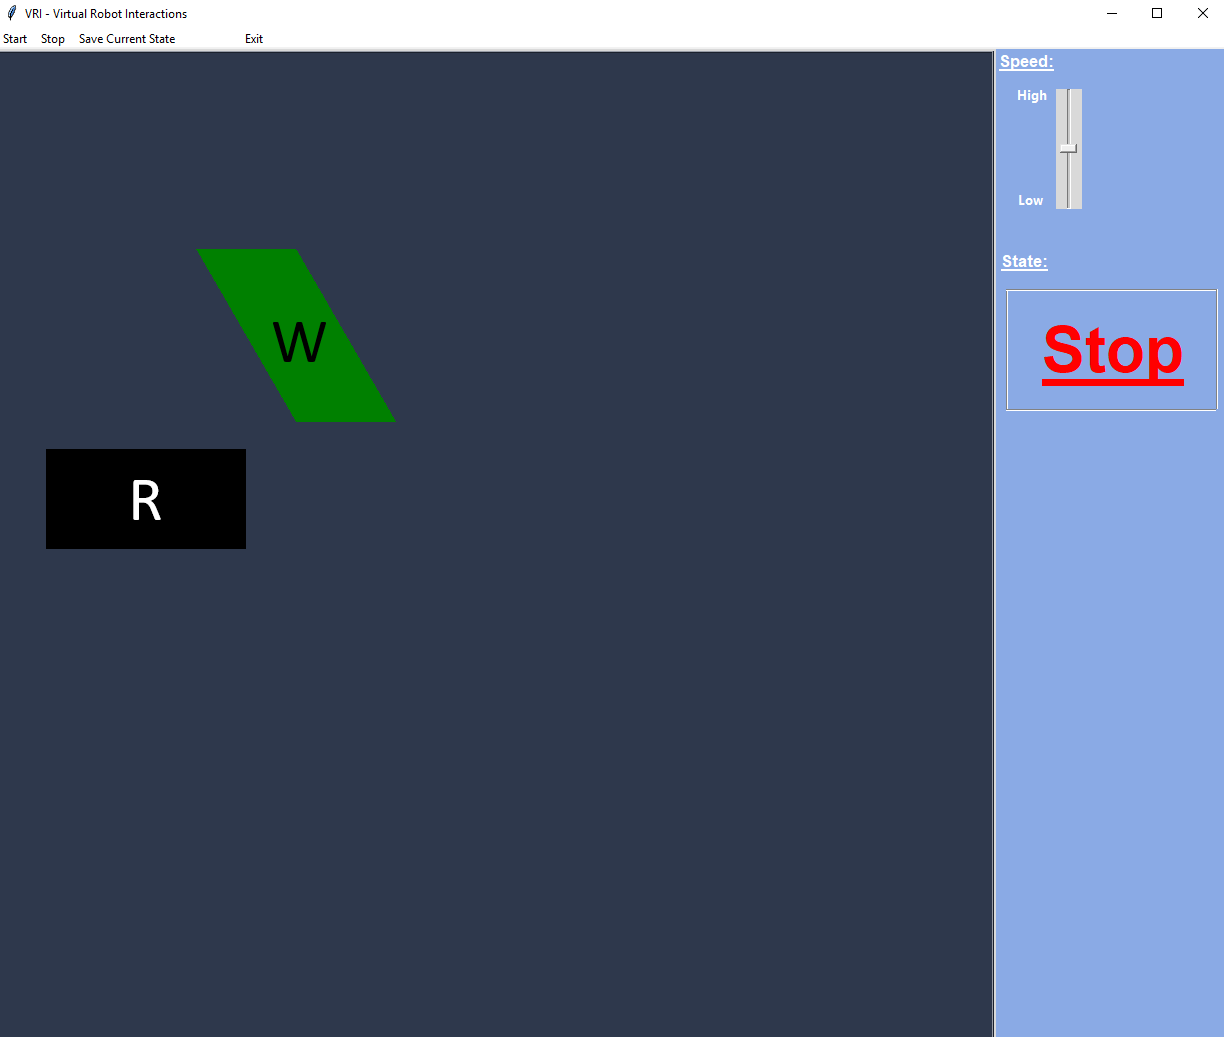 VRI - Virtual Robot Interactions
Start Stop Save Current State Exit
Speed:
High
Low
State:
Stop
W
R